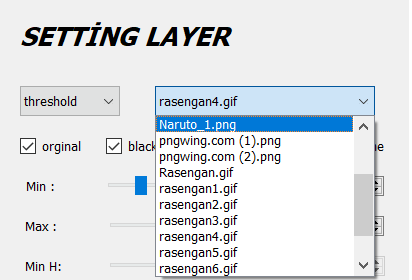 SETTİNG LAYER
threshold
rasengan4.gif
orginal
black
me
Naruto_1.png
pngwing.com (1).png
pngwing.com (2).png
Rasengan.gif
rasengan1.gif
rasengan2.gif
rasengan3.gif
rasengan4.gif
rasengan5.gif
rasengan6.gif
Min :
Max :
Min H: